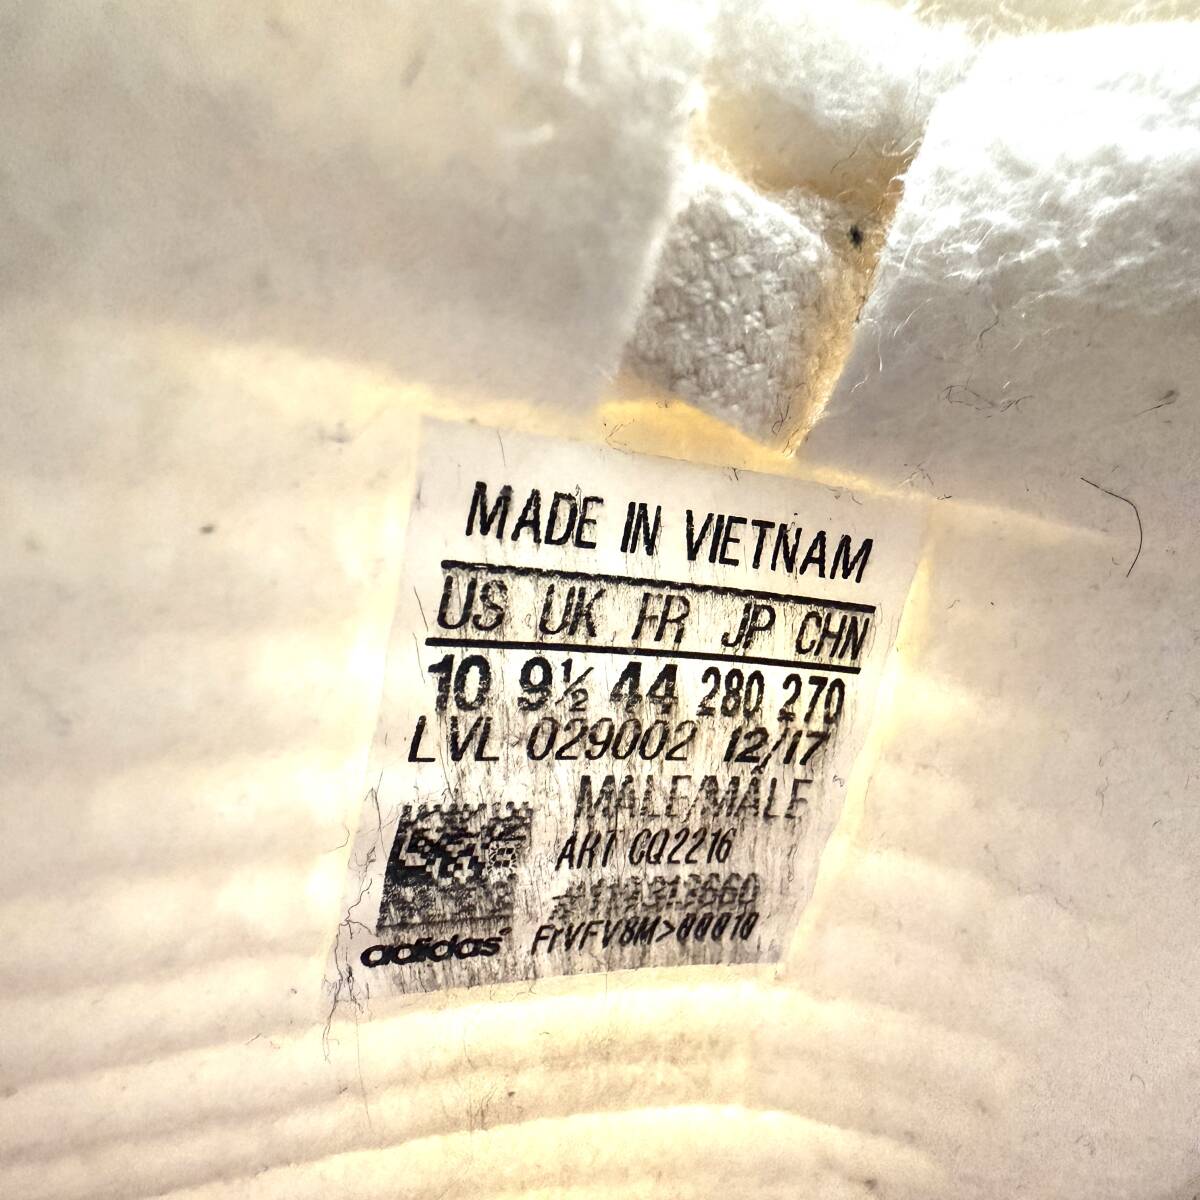 MADE IN VIETNAM
US UK FR JP CHN
10 9½ 44 280 270
LVL 029002 12/17
MALE/MÂLE
ART CQ2216
adidas